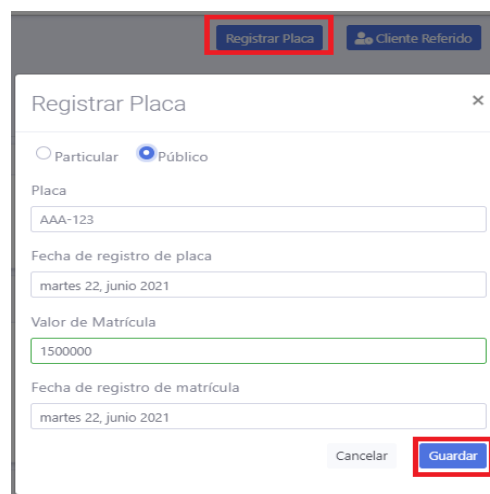 Registrar Placa Cliente Referido
Registrar Placa ×
Particular Público
Placa
AAA-123
Fecha de registro de placa
martes 22, junio 2021
Valor de Matrícula
1500000
Fecha de registro de matrícula
martes 22, junio 2021
Cancelar Guardar